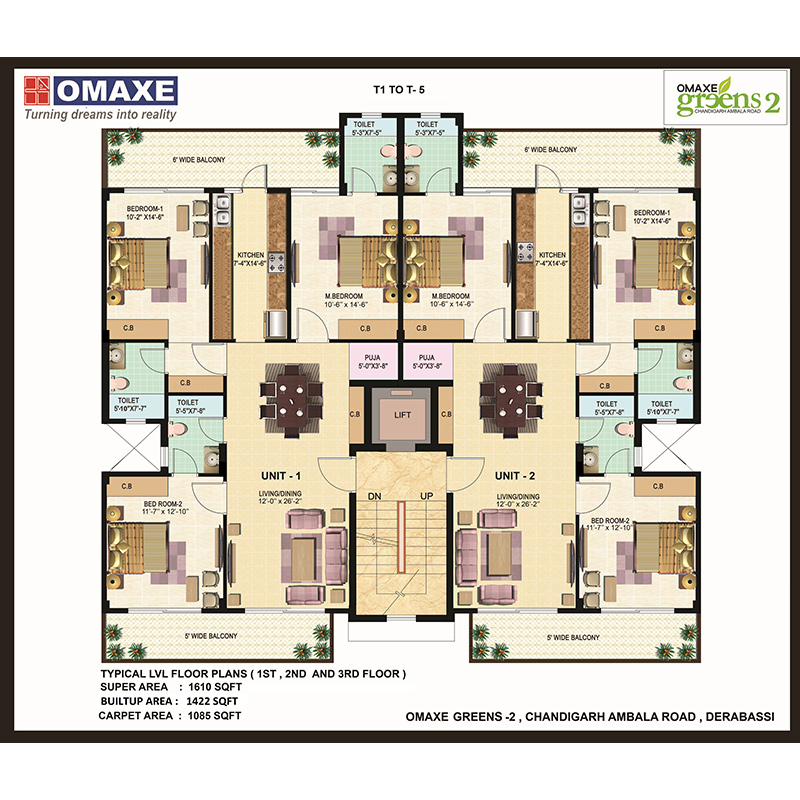 OMAXE
Turning dreams into reality
T1 TO T- 5
OMAXE
greens 2
CHANDIGARH AMBALA ROAD
TOILET
5'-3"X7'-5"
TOILET
5'-3"X7'-5"
6' WIDE BALCONY
6' WIDE BALCONY
BEDROOM-1
10'-2" X14'-6"
KITCHEN
7'-4"X14'-6"
M.BEDROOM
10'-6" x 14'-6"
M.BEDROOM
10'-6" x 14'-6"
KITCHEN
7'-4"X14'-6"
BEDROOM-1
10'-2" X14'-6"
C.B
C.B
C.B
C.B
PUJA
5'-0"X3'-8"
PUJA
5'-0"X3'-8"
C.B
C.B
TOILET
5'-10"X7'-7"
TOILET
5'-5"X7'-8"
C.B
LIFT
C.B
TOILET
5'-5"X7'-8"
TOILET
5'-10"X7'-7"
UNIT - 1
UNIT - 2
LIVING/DINING
12'-0" x 26'-2"
DN
UP
LIVING/DINING
12'-0" x 26'-2"
C.B
C.B
BED ROOM-2
11'-7" x 12'-10"
BED ROOM-2
11'-7" x 12'-10"
5' WIDE BALCONY
5' WIDE BALCONY
TYPICAL LVL FLOOR PLANS ( 1ST , 2ND AND 3RD FLOOR )
SUPER AREA : 1610 SQFT
BUILTUP AREA : 1422 SQFT
CARPET AREA : 1085 SQFT
OMAXE GREENS -2 , CHANDIGARH AMBALA ROAD , DERABASSI